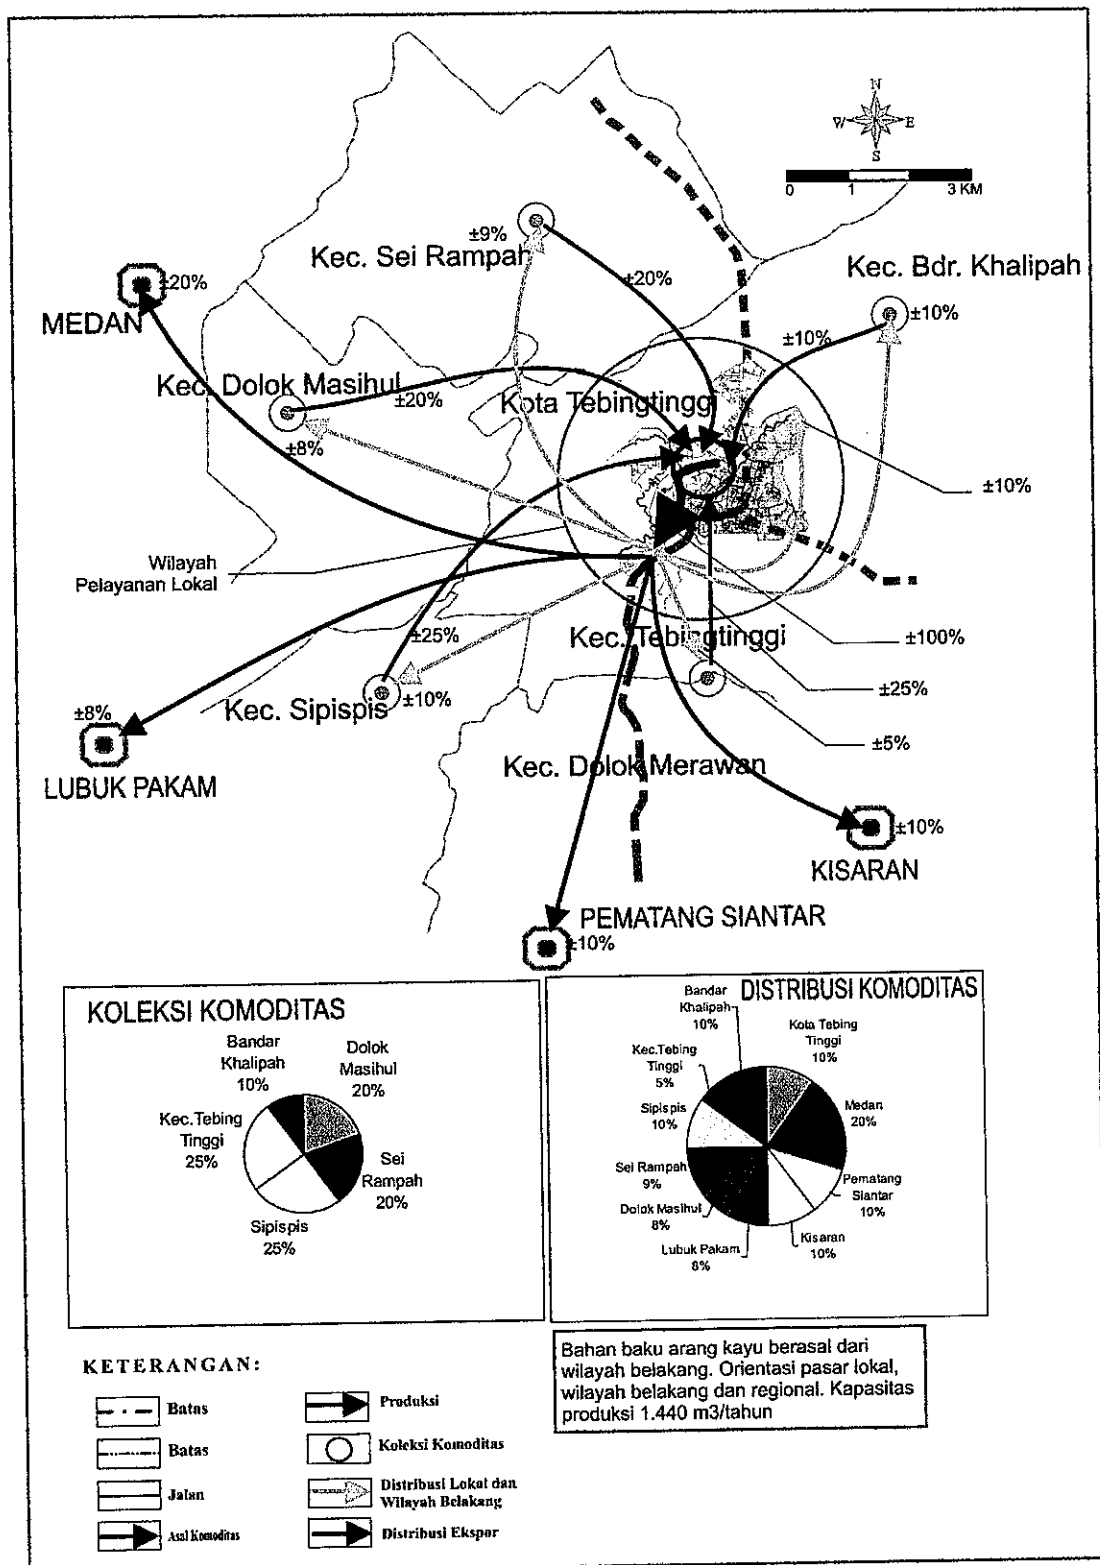 N
W E
S
0 1 3 KM
±9%
Kec. Sei Rampah
±20%
Kec. Bdr. Khalipah
±20%
MEDAN
±10%
±10%
Kec. Dolok Masihul
±20%
Kota Tebingtinggi
±8%
±10%
Wilayah
Pelayanan Lokal
±25%
Kec. Tebingtinggi
±100%
±10%
Kec. Sipispis
±25%
±8%
±5%
LUBUK PAKAM
Kec. Dolok Merawan
±10%
KISARAN
PEMATANG SIANTAR
±10%
KOLEKSI KOMODITAS
Bandar
Khalipah
10%
Dolok
Masihul
20%
Kec.Tebing
Tinggi
25%
Sei
Rampah
20%
Sipispis
25%
DISTRIBUSI KOMODITAS
Bandar
Khalipah
10%
Kota Tebing
Tinggi
10%
Kec.Tebing
Tinggi
5%
Medan
20%
Sipispis
10%
Sei Rampah
9%
Pematang
Siantar
10%
Dolok Masihul
8%
Kisaran
10%
Lubuk Pakam
8%
Bahan baku arang kayu berasal dari
wilayah belakang. Orientasi pasar lokal,
wilayah belakang dan regional. Kapasitas
produksi 1.440 m3/tahun
KETERANGAN:
Batas
Batas
Jalan
Asal Komoditas
Produksi
Koleksi Komoditas
Distribusi Lokal dan
Wilayah Belakang
Distribusi Ekspor